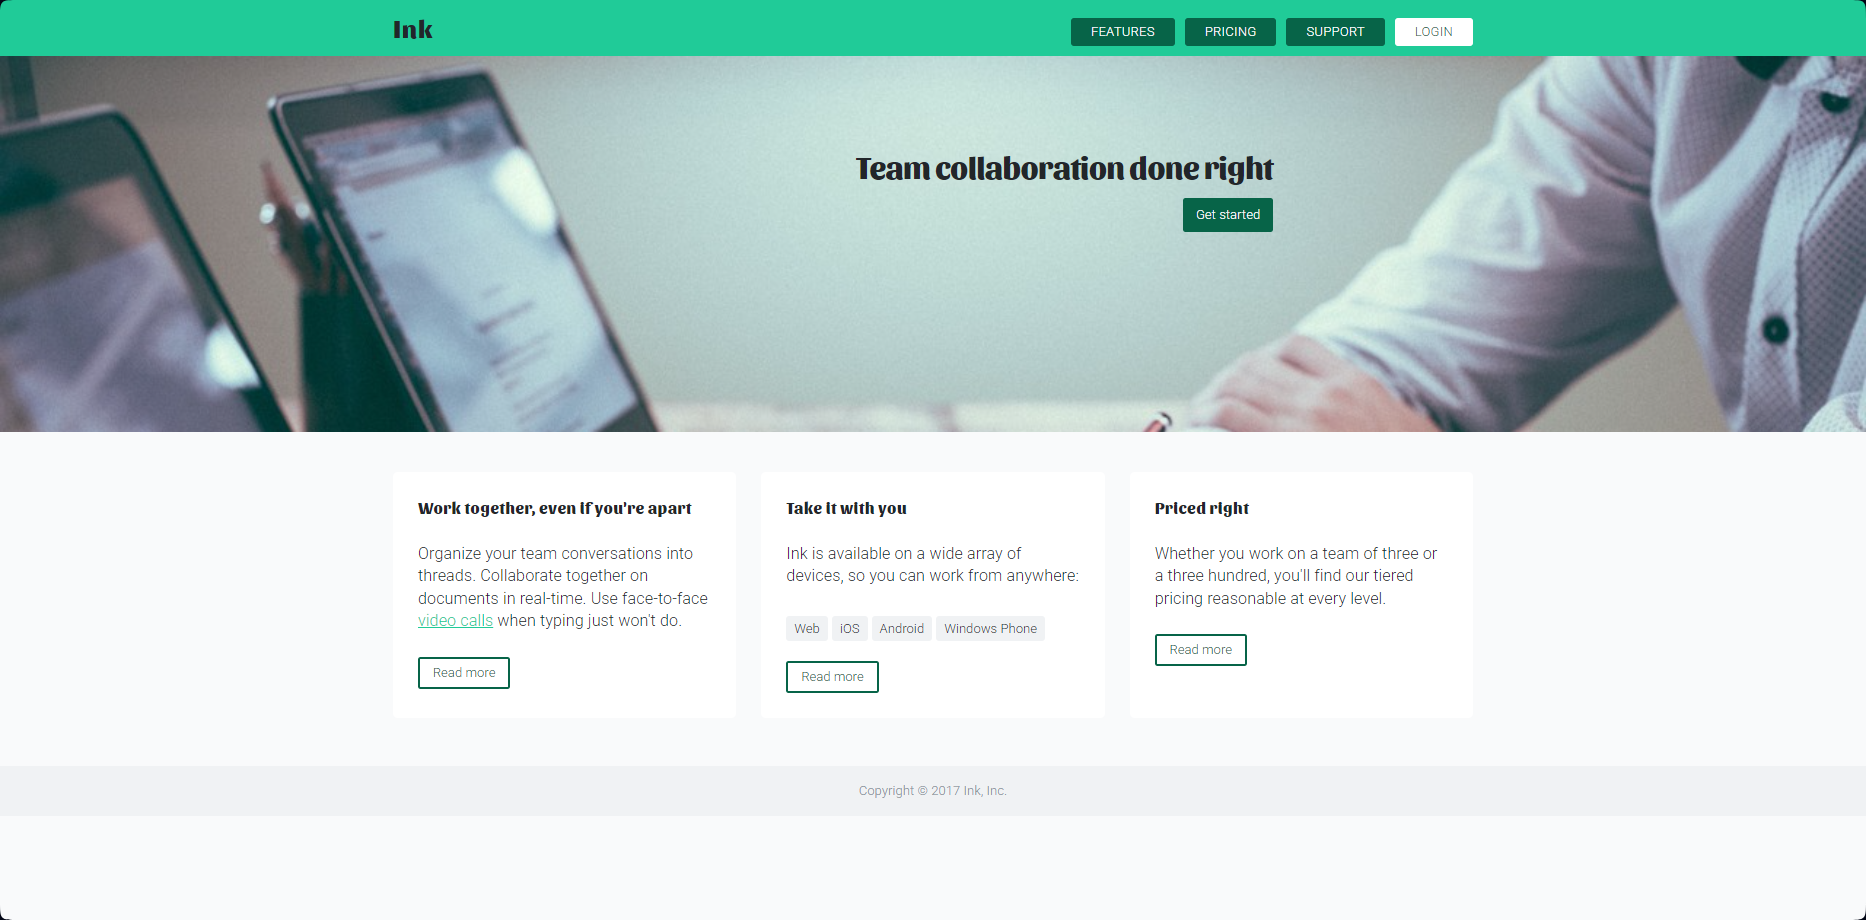 Ink
FEATURES
PRICING
SUPPORT
LOGIN
Team collaboration done right
Get started
Work together, even if you're apart
Organize your team conversations into
threads. Collaborate together on
documents in real-time. Use face-to-face
video calls when typing just won't do.
Read more
Take it with you
Ink is available on a wide array of
devices, so you can work from anywhere:
Web
iOS
Android
Windows Phone
Read more
Priced right
Whether you work on a team of three or
a three hundred, you'll find our tiered
pricing reasonable at every level.
Read more
Copyright © 2017 Ink, Inc.